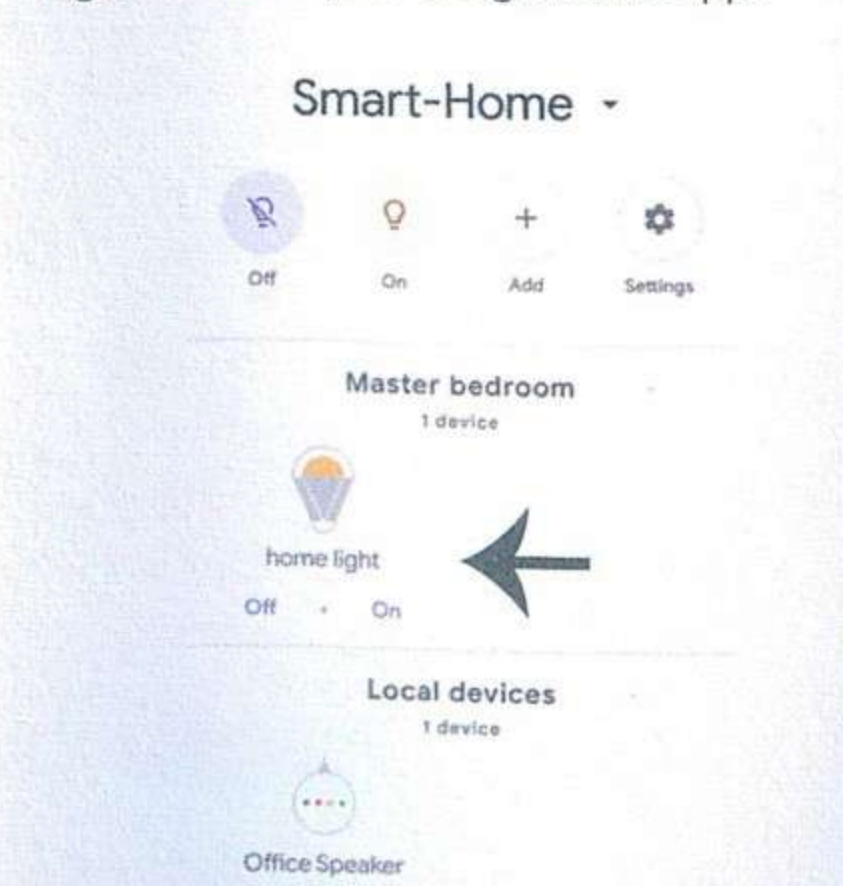 Smart-Home
Off On Add Settings
Master bedroom
1 device
home light
Off • On
Local devices
1 device
Office Speaker